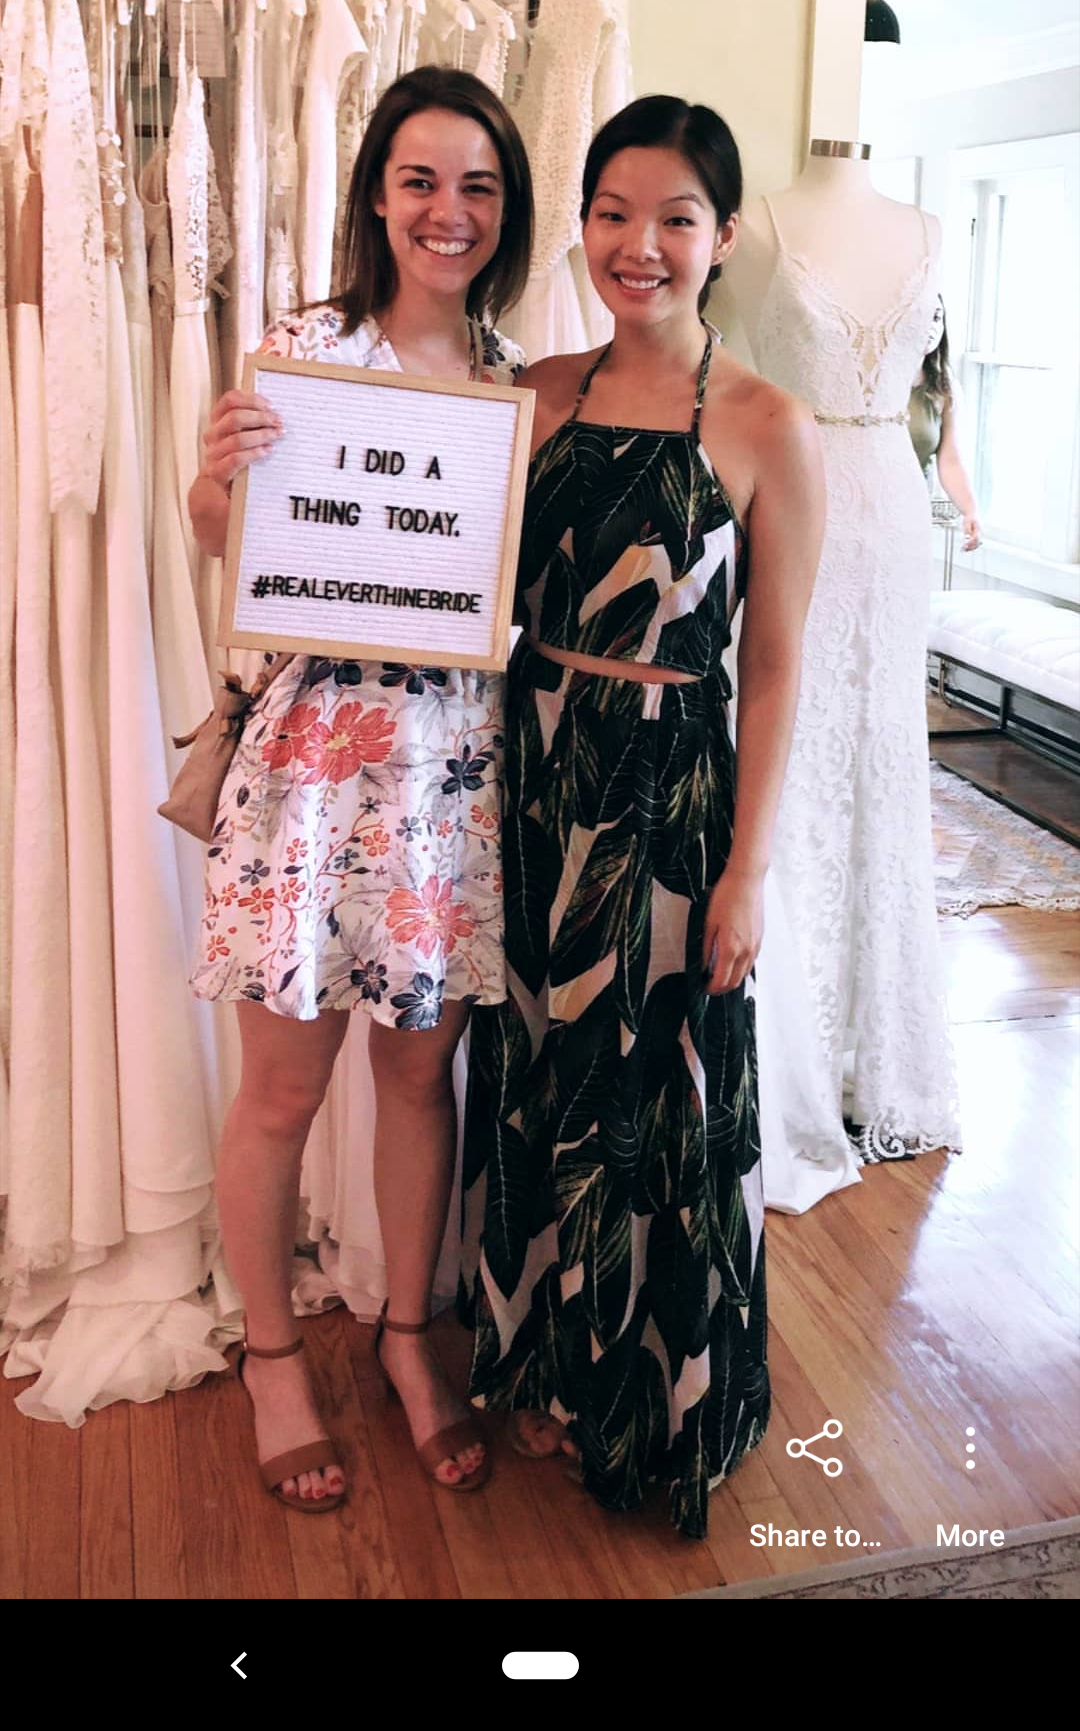 I DID A
THING TODAY.
#REALEVERTHINEBRIDE
Share to...
More